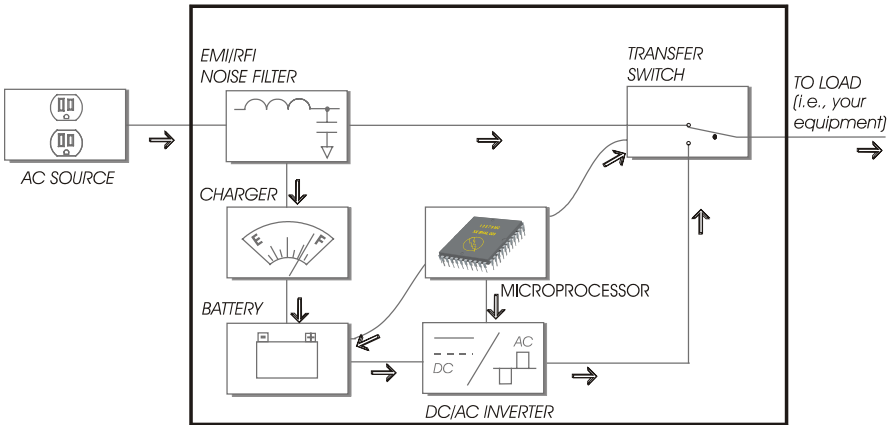 EMI/RFI
NOISE FILTER
TRANSFER
SWITCH
TO LOAD
(i.e., your
equipment)
AC SOURCE
CHARGER
E
F
MICROPROCESSOR
BATTERY
-
+
DC
AC
DC/AC INVERTER